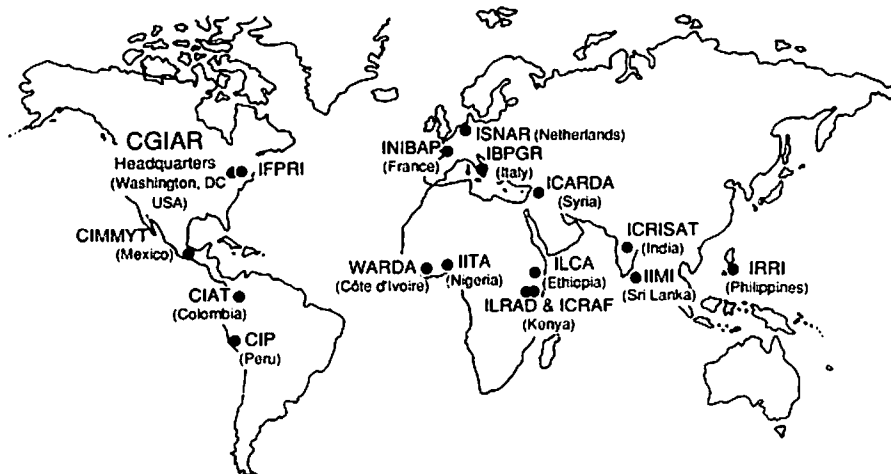 CGIAR
Headquarters
(Washington, DC
USA)
IFPRI
CIMMYT
(Mexico)
CIAT
(Colombia)
CIP
(Peru)
ISNAR (Netherlands)
INIBAP
(France)
IBPGR
(Italy)
ICARDA
(Syria)
WARDA
(Côte d'Ivoire)
IITA
(Nigeria)
ILCA
(Ethiopia)
ILRAD & ICRAF
(Kenya)
ICRISAT
(India)
IIMI
(Sri Lanka)
IRRI
(Philippines)